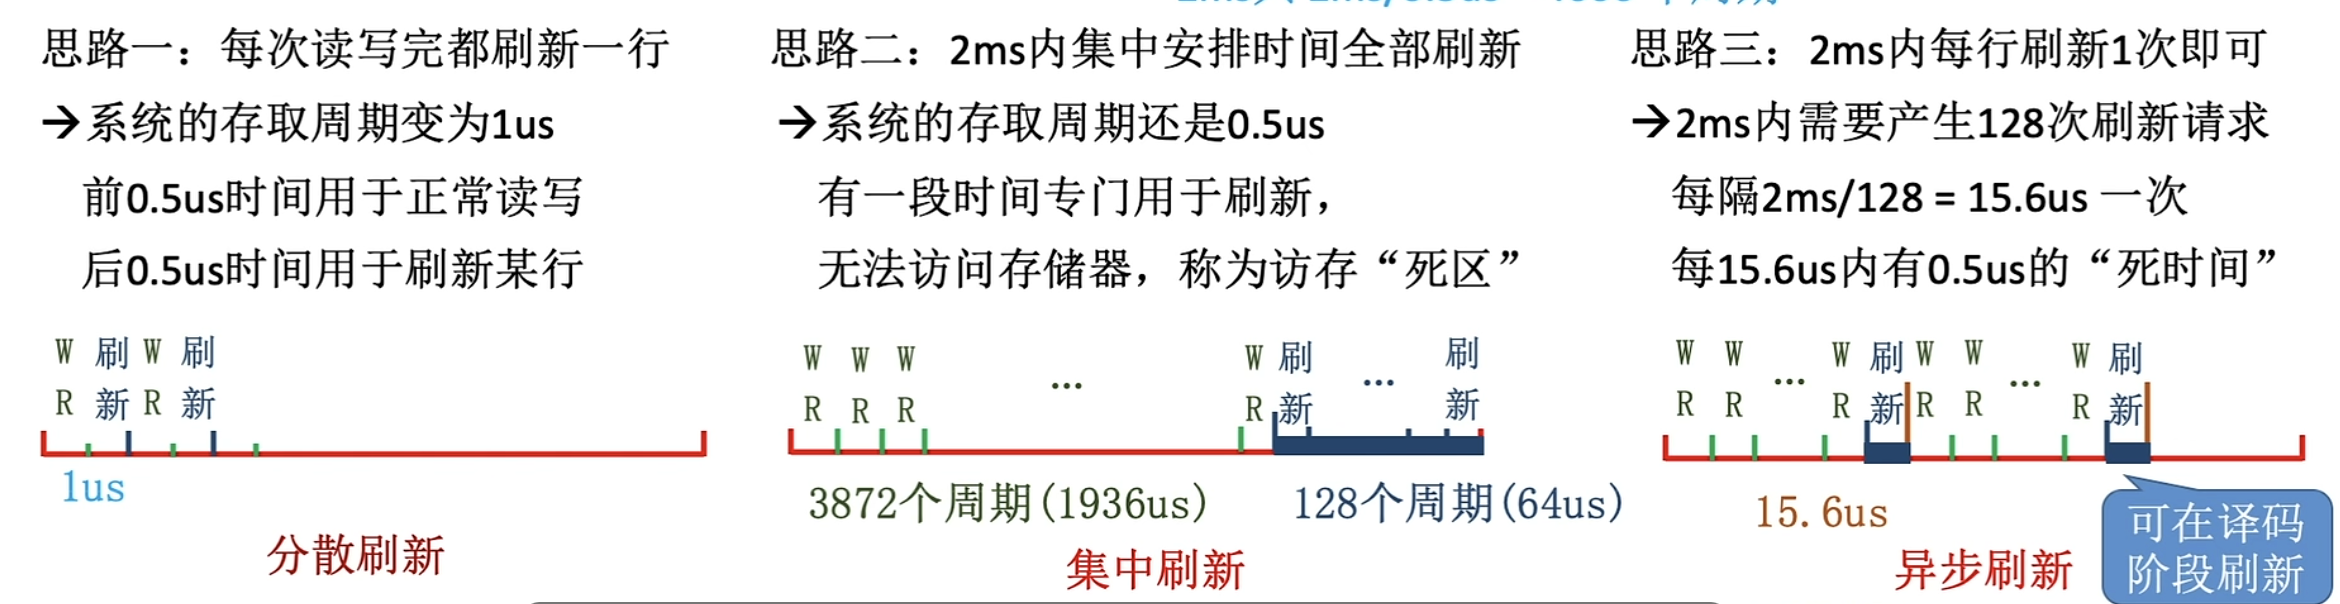 思路一：每次读写完都刷新一行
→系统的存取周期变为1us
前0.5us时间用于正常读写
后0.5us时间用于刷新某行
W 刷 W 刷
R 新 R 新
1us
分散刷新
思路二：2ms内集中安排时间全部刷新
→系统的存取周期还是0.5us
有一段时间专门用于刷新，
无法访问存储器，称为访存“死区”
W W W … W 刷 … 刷
R R R R 新 新
3872个周期(1936us) 128个周期(64us)
集中刷新
思路三：2ms内每行刷新1次即可
→2ms内需要产生128次刷新请求
每隔2ms/128 = 15.6us 一次
每15.6us内有0.5us的“死时间”
W W … W 刷 W W … W 刷
R R R 新 R R R 新
15.6us
可在译码
阶段刷新
异步刷新